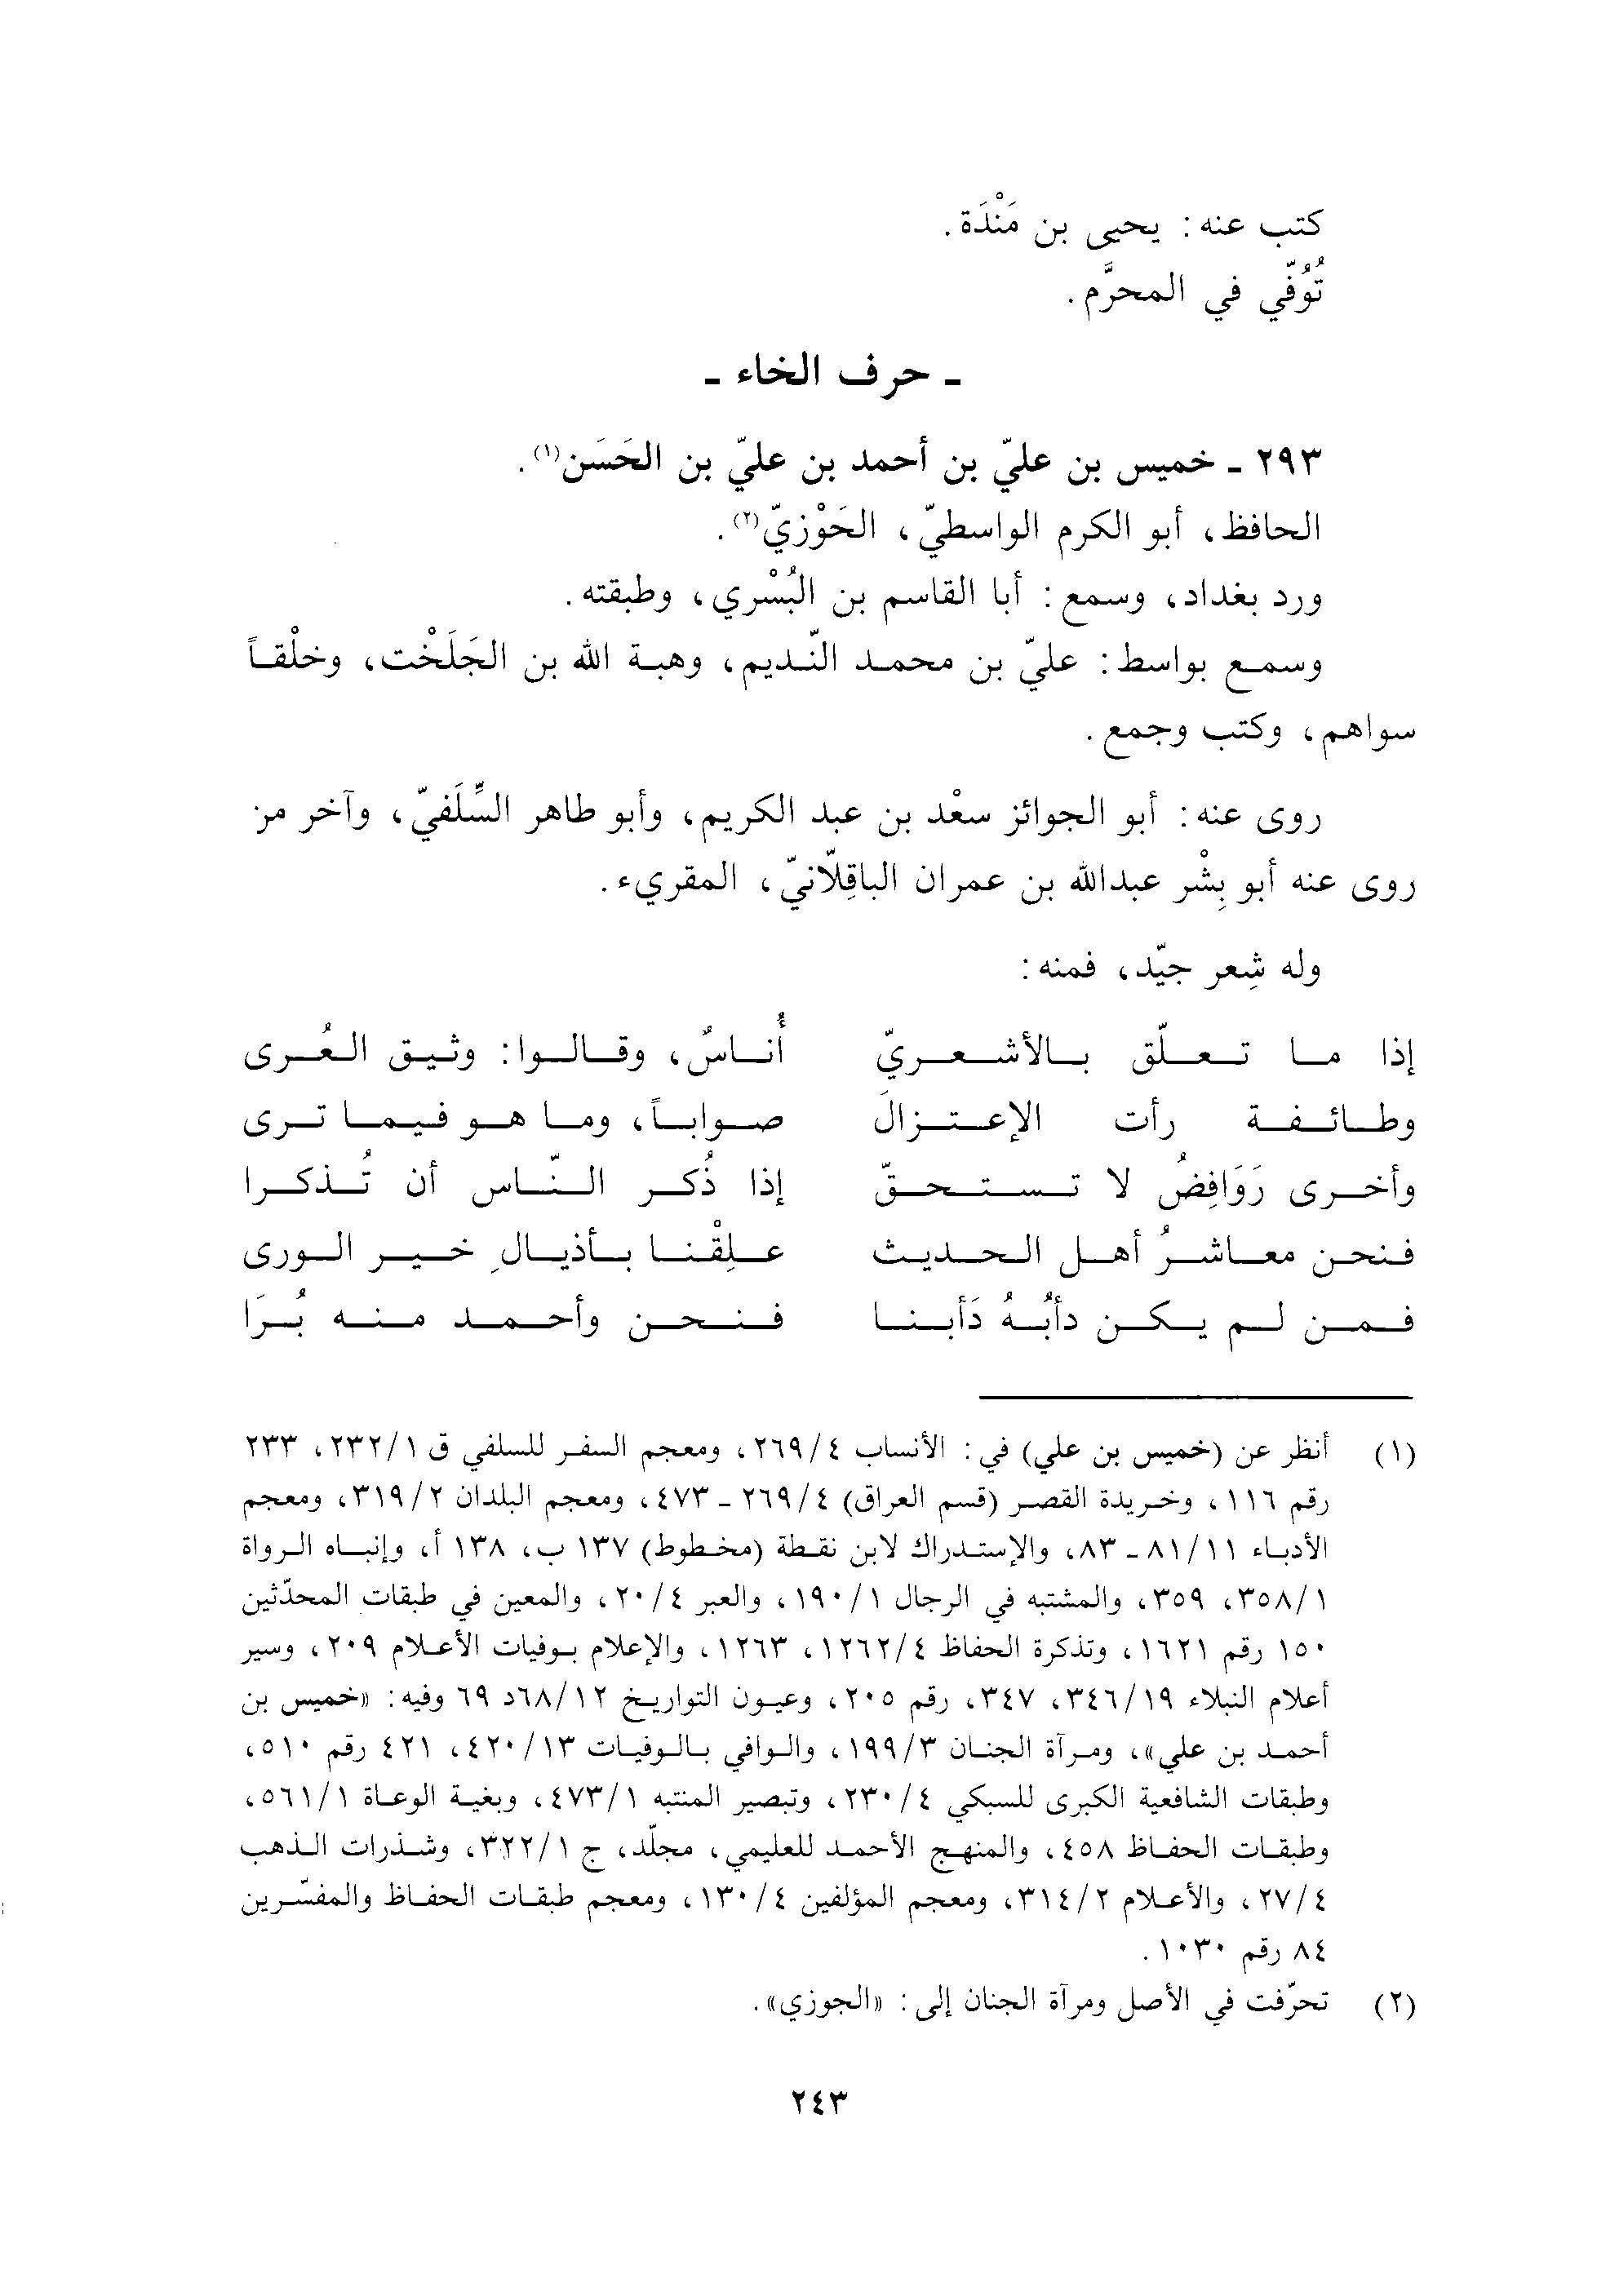 كتب عنه: يحيى بن مَنْدَة.
تُوُفّي في المحرَّم.
ـ حرف الخاء ـ
٢٩٣ ـ خميس بن عليّ بن أحمد بن عليّ بن الحَسَن(١).
الحافظ، أبو الكرم الواسطيّ، الحَوْزيّ(٢).
ورد بغداد، وسمع: أبا القاسم بن البُسْري، وطبقته.
وسمع بواسط: عليّ بن محمد النّديم، وهبة الله بن الجَلَخْت، وخلْقاً
سواهم، وكتب وجمع.
روى عنه: أبو الجوائز سعْد بن عبد الكريم، وأبو طاهر السِّلَفيّ، وآخر من
روى عنه أبو بِشْر عبدالله بن عمران الباقِلّانيّ، المقريء.
وله شِعر جيّد، فمنه:
إذا ما تعلّق بالأشعريّ أُناسٌ، وقالوا: وثيق العُرى
وطائفة رأت الإعتزالَ صواباً، وما هو فيما ترى
وأخرى رَوَافِضُ لا تستحقّ إذا ذُكر النّاس أن تُذكرا
فنحن معاشرُ أهل الحديث علِقْنا بأذيالِ خير الورى
فمن لم يكن دأبُهُ دَأبنا فنحن وأحمد منه بُرَا
(١) أنظر عن (خميس بن علي) في: الأنساب ٢٦٩/٤، ومعجم السفر للسلفي ق ٢٣٢/١، ٢٣٣
رقم ١١٦، وخريدة القصر (قسم العراق) ٢٦٩/٤ ـ ٤٧٣، ومعجم البلدان ٣١٩/٢، ومعجم
الأدباء ٨١/١١ ـ ٨٣، والإستدراك لابن نقطة (مخطوط) ١٣٧ ب، ١٣٨ أ، وإنباه الرواة
٣٥٨/١، ٣٥٩، والمشتبه في الرجال ١٩٠/١، والعبر ٢٠/٤، والمعين في طبقات المحدّثين
١٥٠ رقم ١٦٢١، وتذكرة الحفاظ ١٢٦٢/٤، ١٢٦٣، والإعلام بوفيات الأعلام ٢٠٩، وسير
أعلام النبلاء ٣٤٦/١٩، ٣٤٧، رقم ٢٠٥، وعيون التواريخ ٦٨/١٢د ٦٩ وفيه: «خميس بن
أحمد بن علي»، ومرآة الجنان ١٩٩/٣، والوافي بالوفيات ٤٢٠/١٣، ٤٢١ رقم ٥١٠،
وطبقات الشافعية الكبرى للسبكي ٢٣٠/٤، وتبصير المنتبه ٤٧٣/١، وبغية الوعاة ٥٦١/١،
وطبقات الحفاظ ٤٥٨، والمنهج الأحمد للعليمي، مجلّد، ج ٣٢٢/١، وشذرات الذهب
٢٧/٤، والأعلام ٣١٤/٢، ومعجم المؤلفين ١٣٠/٤، ومعجم طبقات الحفاظ والمفسّرين
٨٤ رقم ١٠٣٠.
(٢) تحرّفت في الأصل ومرآة الجنان إلى: «الجوزي».
٢٤٣